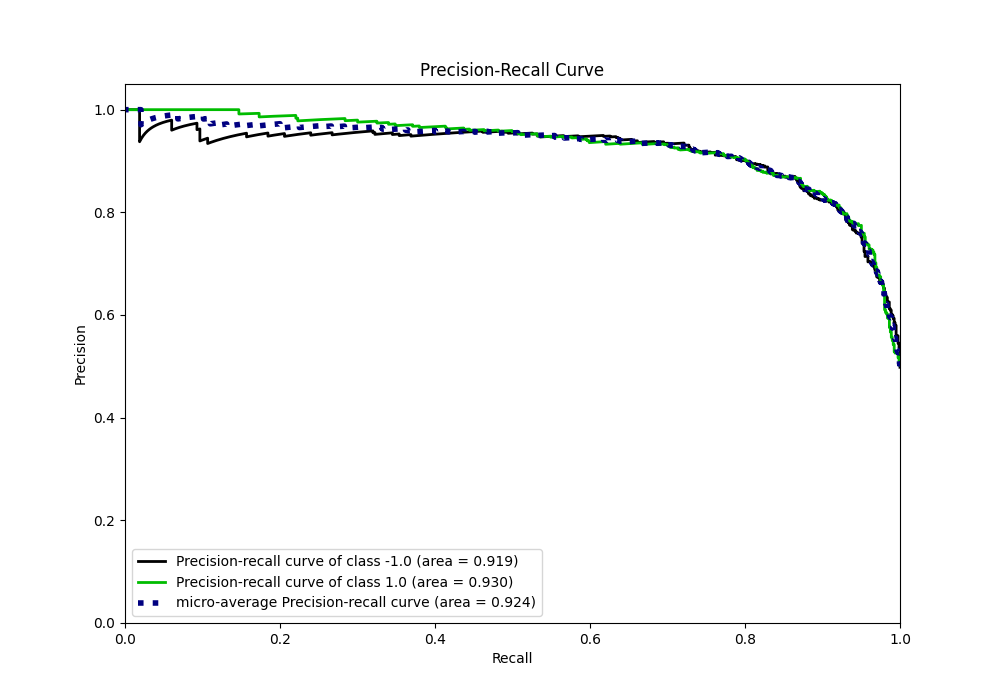 Precision-Recall Curve
1.0
0.8
0.6
0.4
0.2
0.0
Precision
Precision-recall curve of class -1.0 (area = 0.919)
Precision-recall curve of class 1.0 (area = 0.930)
micro-average Precision-recall curve (area = 0.924)
0.0 0.2 0.4 0.6 0.8 1.0
Recall